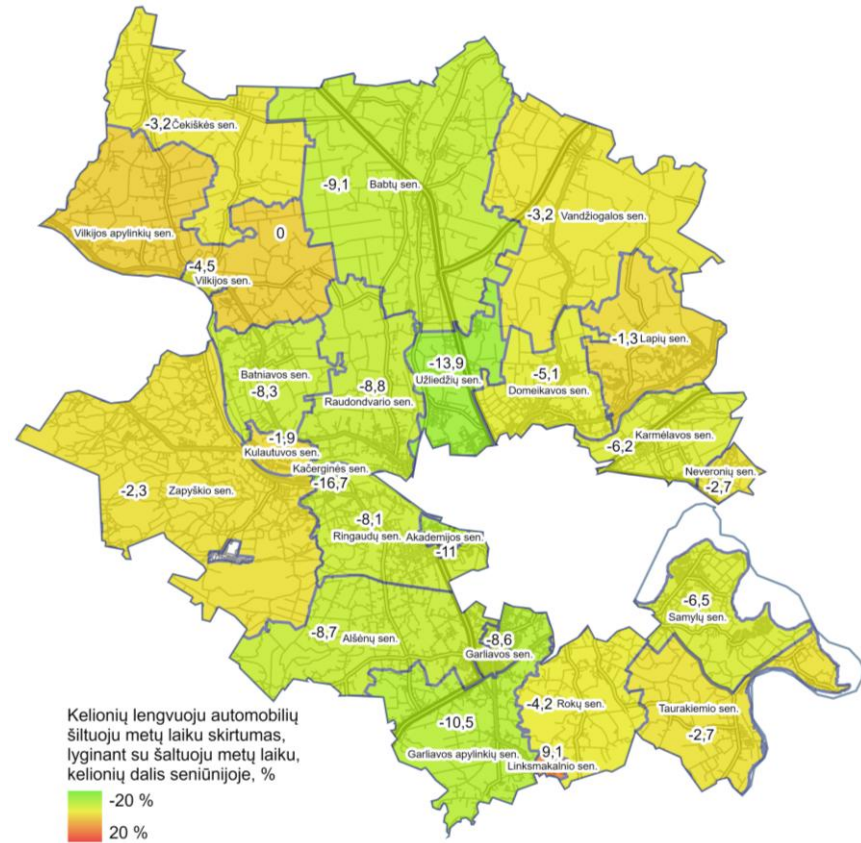 -3,2 Čekiškės sen.
-9,1 Babtų sen.
-3,2 Vandžiogalos sen.
Vilkijos apylinkių sen.
0
-4,5
Vilkijos sen.
-1,3 Lapių sen.
-13,9
Užliedžių sen.
Batniavos sen.
-8,3
-8,8
Raudondvario sen.
-5,1
Domeikavos sen.
-1,9
Kulautuvos sen.
Karmėlavos sen.
-6,2
Kačerginės sen.
-16,7
Neveronių sen.
-2,7
-2,3 Zapyškio sen.
-8,1
Ringaudų sen.
Akademijos sen.
-11
-6,5
Samylų sen.
-8,7 Alšėnų sen.
-8,6
Garliavos sen.
-4,2 Rokų sen.
Taurakiemio sen.
-2,7
-10,5
Garliavos apylinkių sen.
9,1
Linksmakalnio sen.
Kelionių lengvuoju automobilių
šiltuoju metų laiku skirtumas,
lyginant su šaltuoju metų laiku,
kelionių dalis seniūnijoje, %
-20 %
20 %